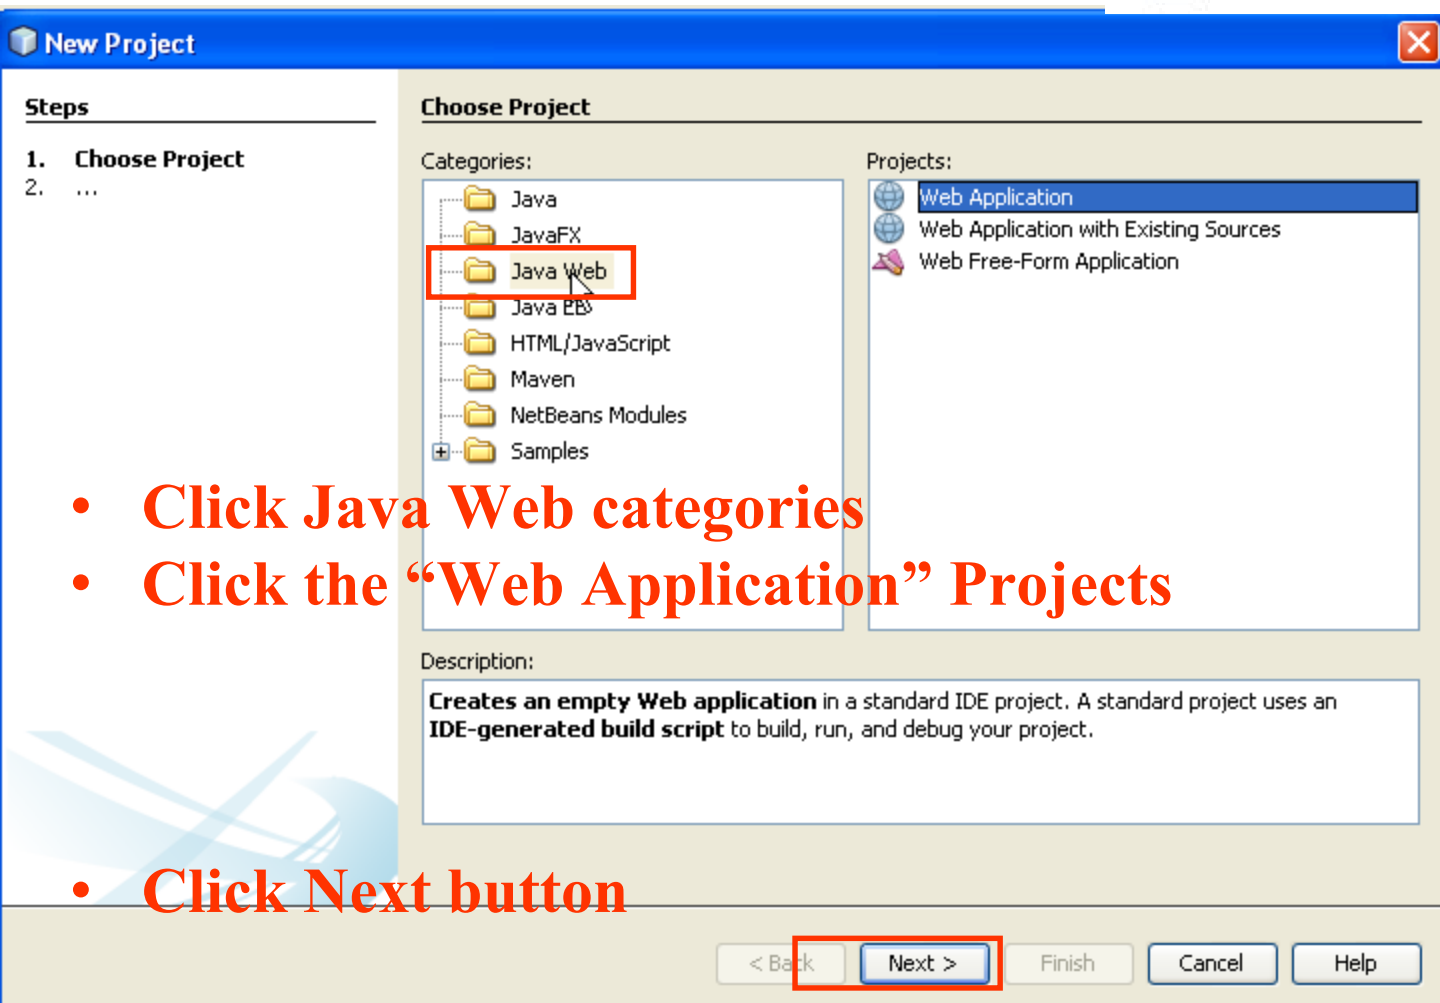 New Project
Steps
1. Choose Project
2. ...
Choose Project
Categories:
Java
JavaFX
Java Web
Java EE
HTML/JavaScript
Maven
NetBeans Modules
Samples
Projects:
Web Application
Web Application with Existing Sources
Web Free-Form Application
• Click Java Web categories
• Click the “Web Application” Projects
Description:
Creates an empty Web application in a standard IDE project. A standard project uses an
IDE-generated build script to build, run, and debug your project.
• Click Next button
< Back Next > Finish Cancel Help